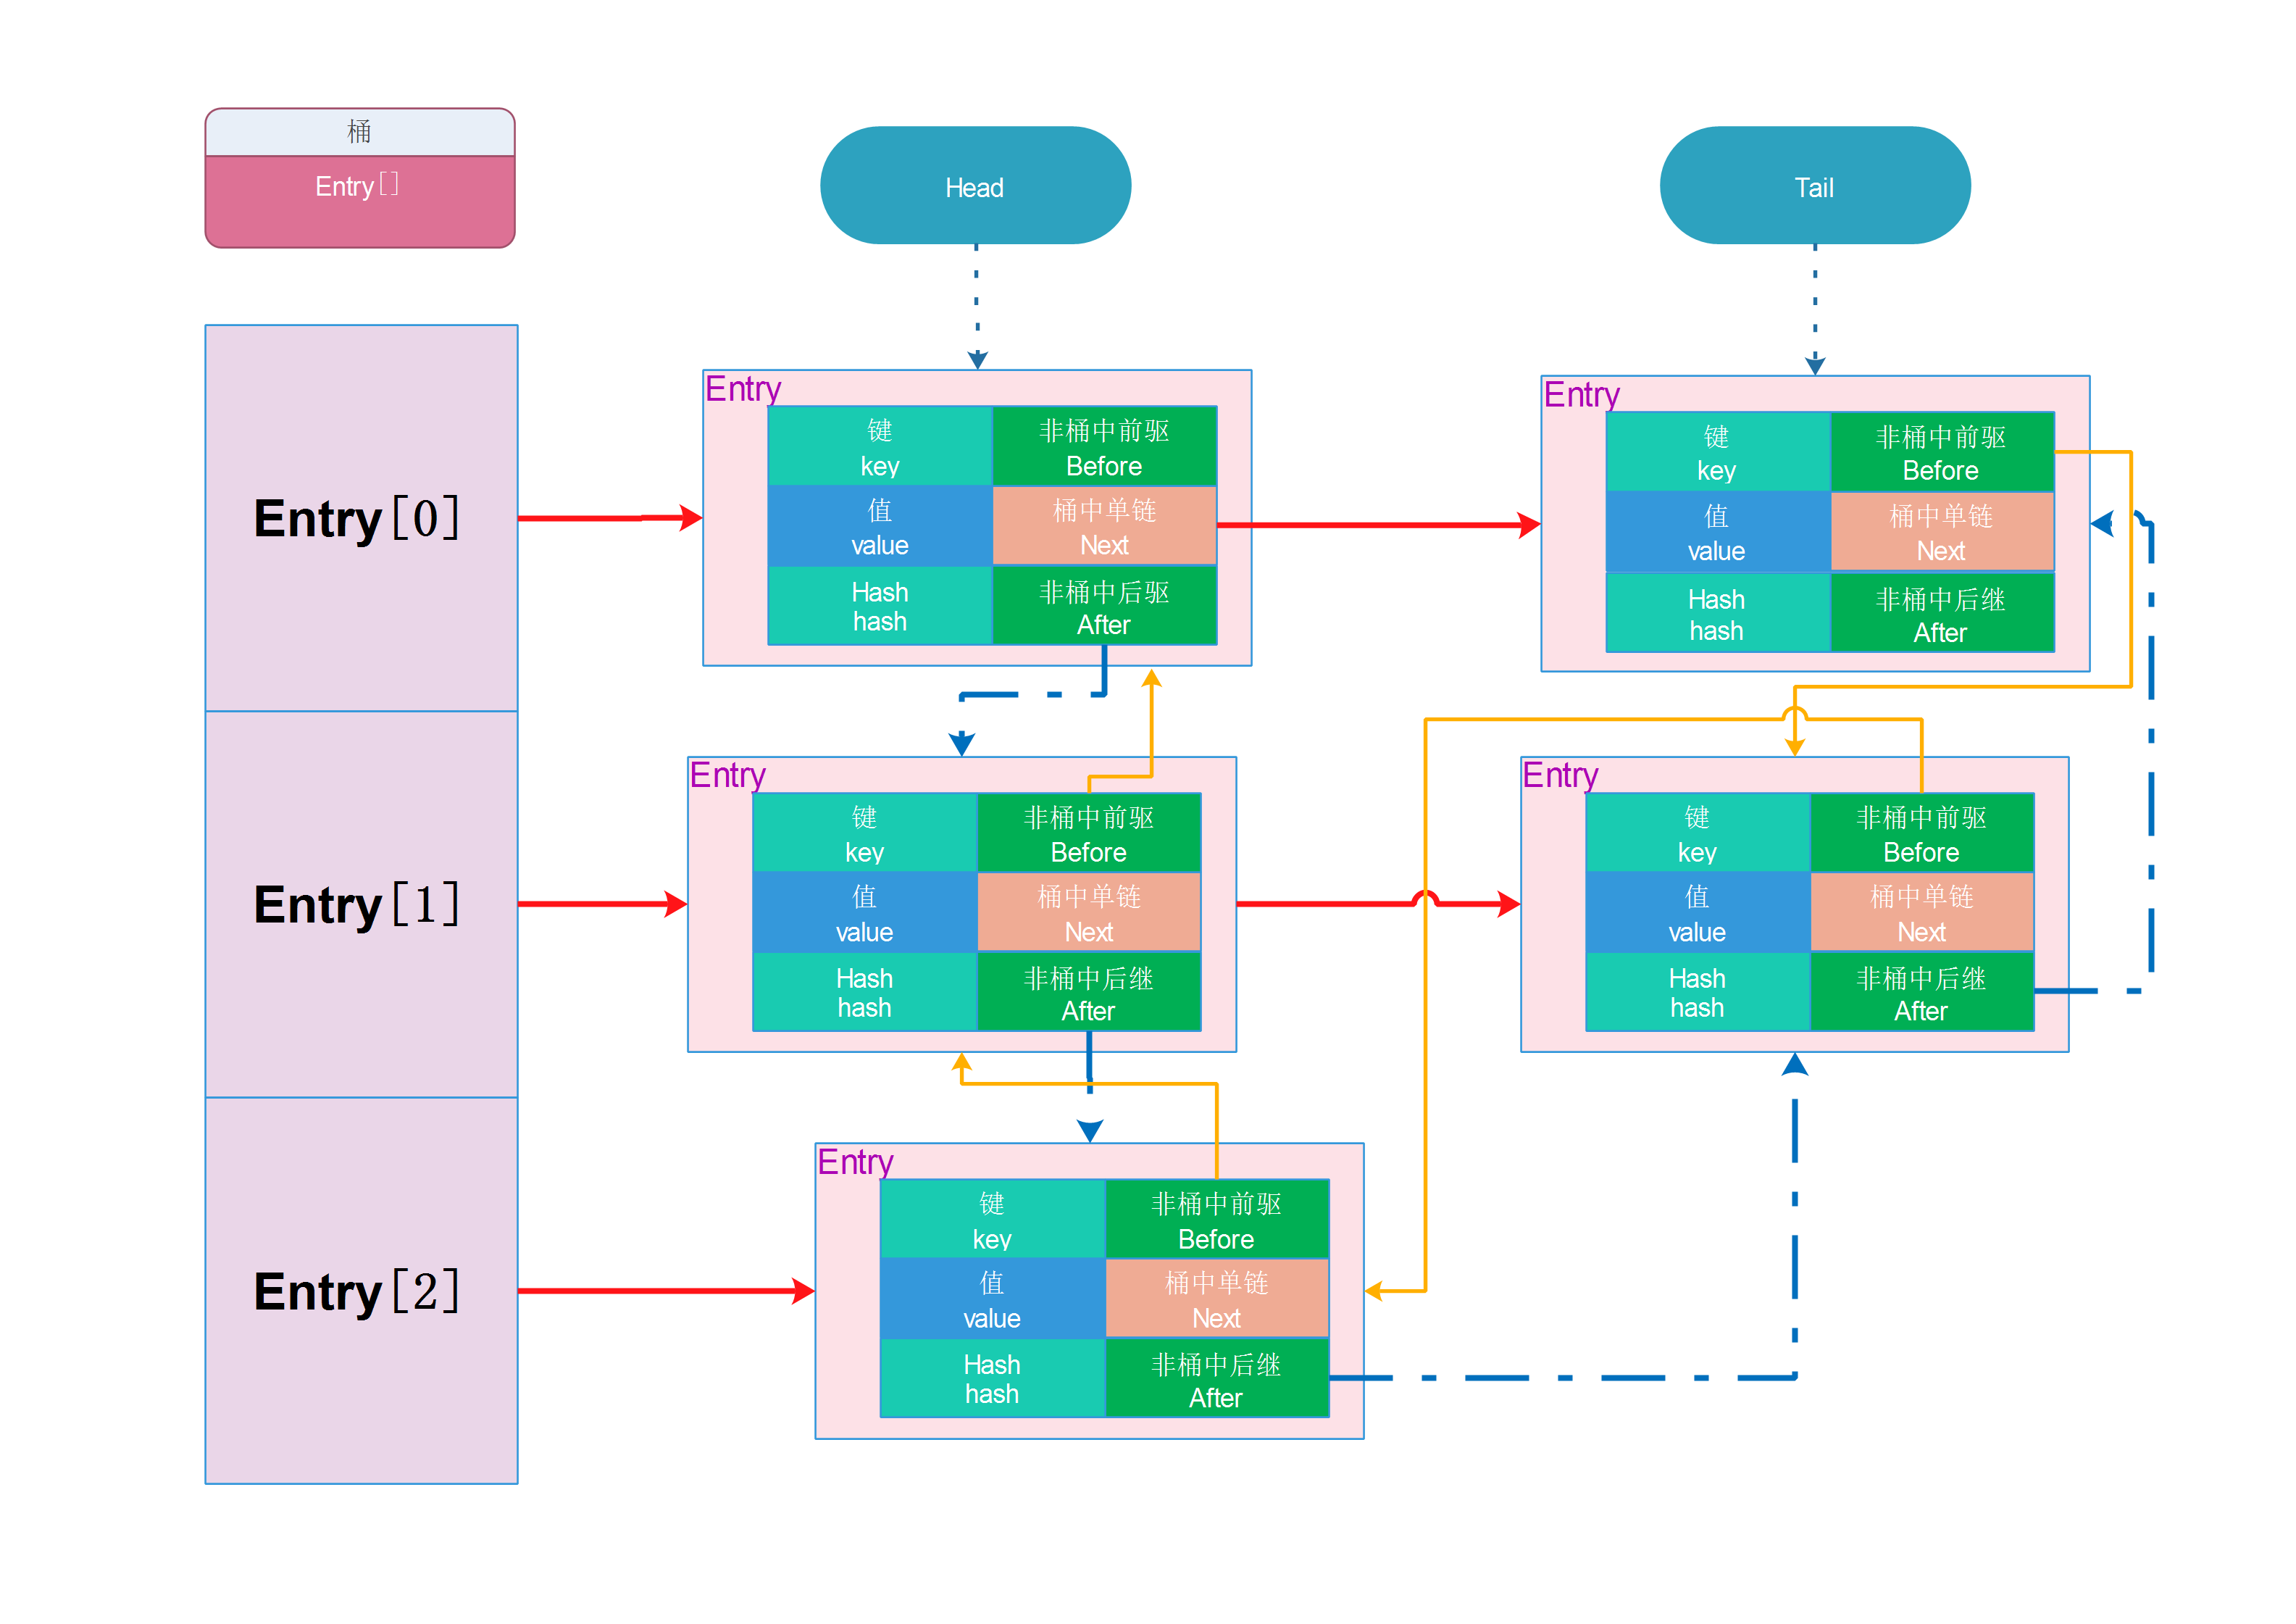 桶
Entry[]
Head
Tail
Entry[0]
Entry
键
key
非桶中前驱
Before
值
value
桶中单链
Next
Hash
hash
非桶中后驱
After
Entry
键
key
非桶中前驱
Before
值
value
桶中单链
Next
Hash
hash
非桶中后继
After
Entry[1]
Entry
键
key
非桶中前驱
Before
值
value
桶中单链
Next
Hash
hash
非桶中后继
After
Entry
键
key
非桶中前驱
Before
值
value
桶中单链
Next
Hash
hash
非桶中后继
After
Entry[2]
Entry
键
key
非桶中前驱
Before
值
value
桶中单链
Next
Hash
hash
非桶中后继
After